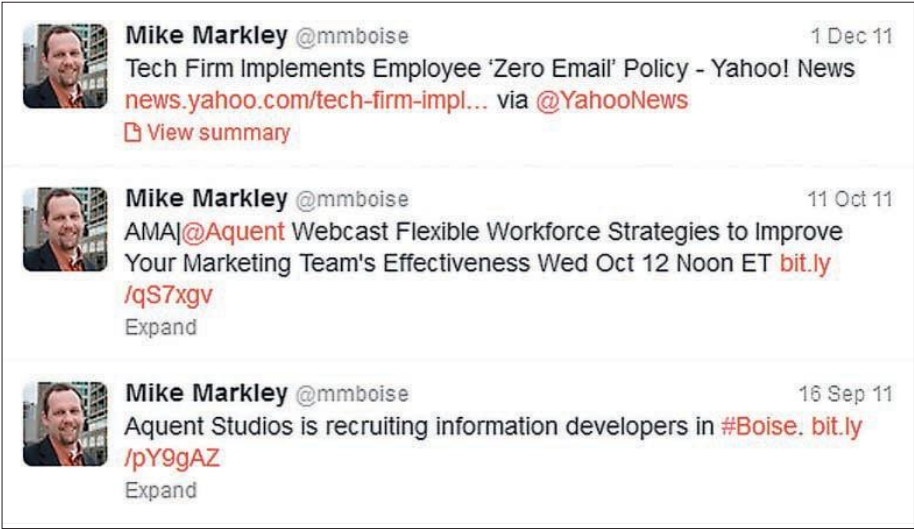 Mike Markley @mmboise 1 Dec 11
Tech Firm Implements Employee ‘Zero Email’ Policy - Yahoo! News
news.yahoo.com/tech-firm-impl... via @YahooNews
View summary
Mike Markley @mmboise 11 Oct 11
AMA|@Aquent Webcast Flexible Workforce Strategies to Improve
Your Marketing Team's Effectiveness Wed Oct 12 Noon ET bit.ly
/qS7xgv
Expand
Mike Markley @mmboise 16 Sep 11
Aquent Studios is recruiting information developers in #Boise. bit.ly
/pY9gAZ
Expand